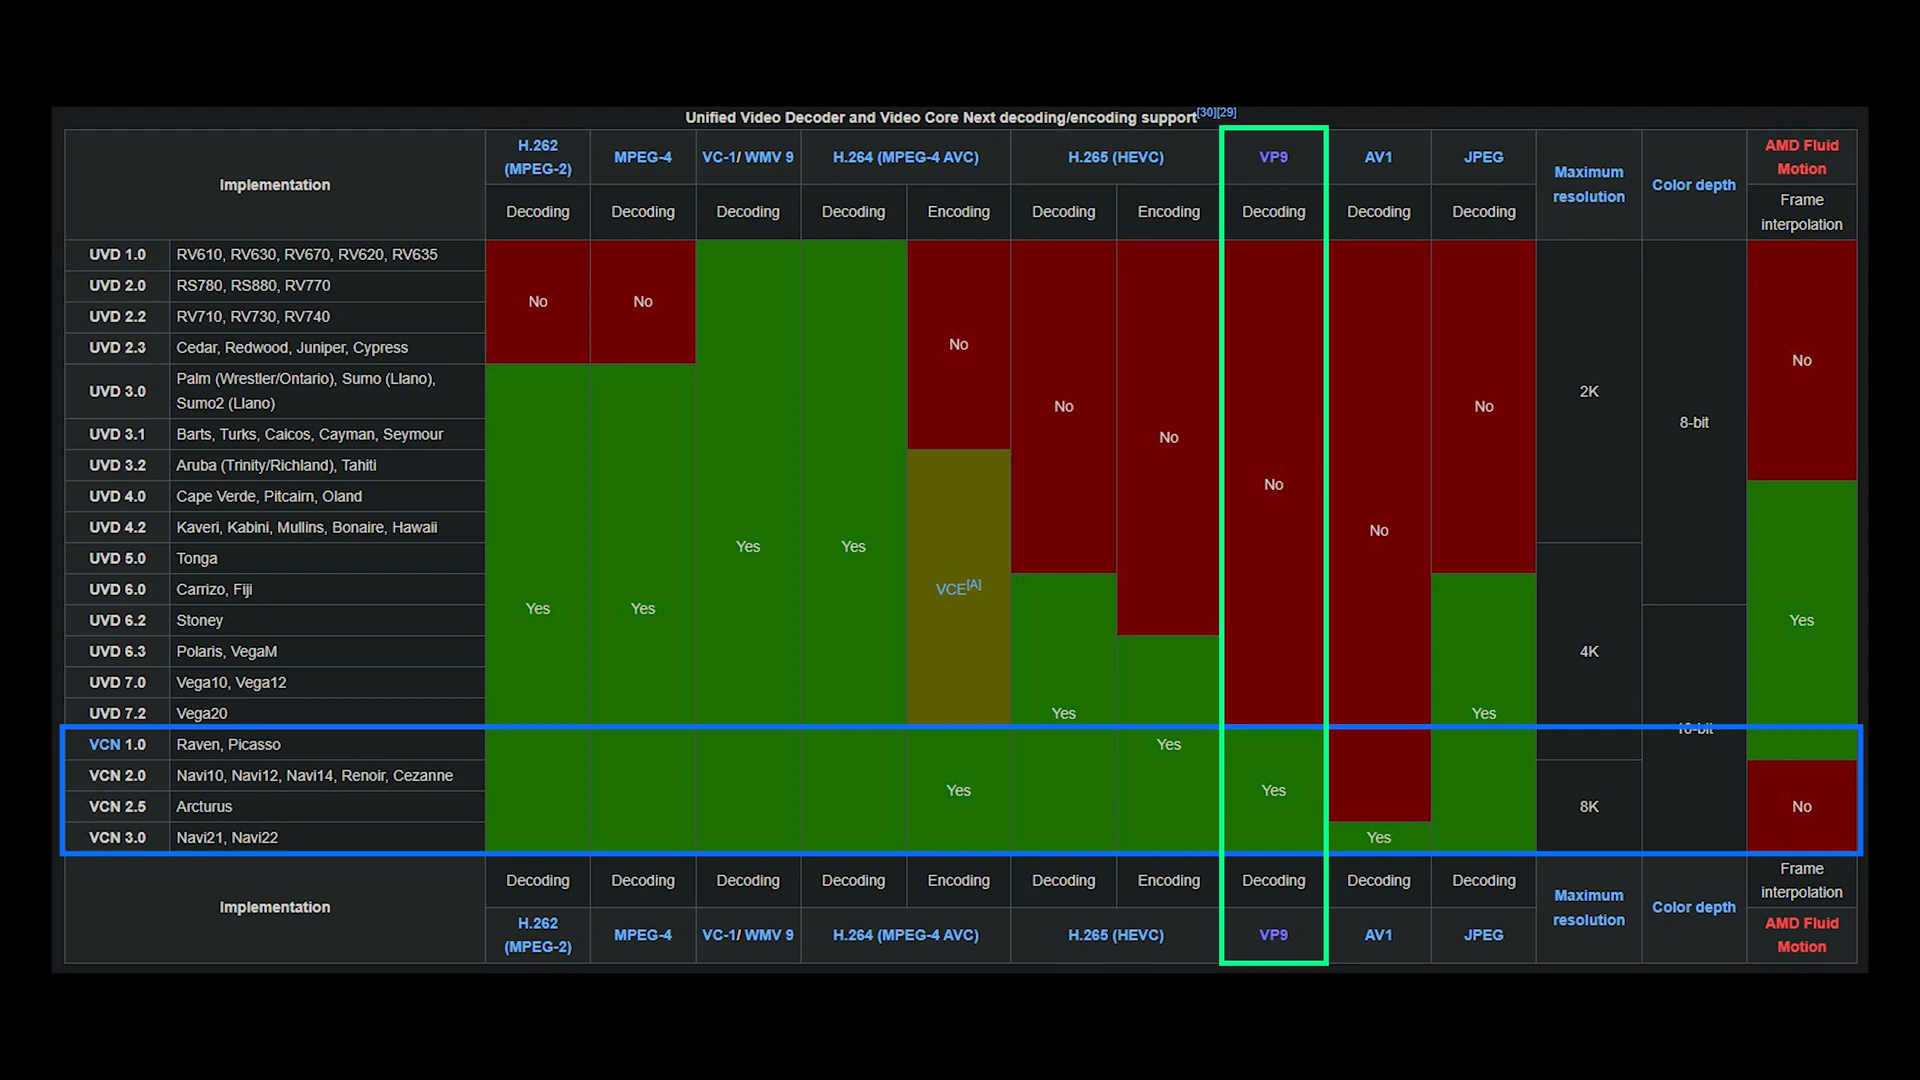 Unified Video Decoder and Video Core Next decoding/encoding support[30][29]
Implementation
H.262
(MPEG-2)
MPEG-4
VC-1/ WMV 9
H.264 (MPEG-4 AVC)
H.265 (HEVC)
VP9
AV1
JPEG
Maximum
resolution
Color depth
AMD Fluid
Motion
Decoding
Decoding
Decoding
Decoding
Encoding
Decoding
Encoding
Decoding
Decoding
Decoding
Frame
interpolation
UVD 1.0 RV610, RV630, RV670, RV620, RV635
UVD 2.0 RS780, RS880, RV770
UVD 2.2 RV710, RV730, RV740
UVD 2.3 Cedar, Redwood, Juniper, Cypress
UVD 3.0 Palm (Wrestler/Ontario), Sumo (Llano),
Sumo2 (Llano)
UVD 3.1 Barts, Turks, Caicos, Cayman, Seymour
UVD 3.2 Aruba (Trinity/Richland), Tahiti
UVD 4.0 Cape Verde, Pitcairn, Oland
UVD 4.2 Kaveri, Kabini, Mullins, Bonaire, Hawaii
UVD 5.0 Tonga
UVD 6.0 Carrizo, Fiji
UVD 6.2 Stoney
UVD 6.3 Polaris, VegaM
UVD 7.0 Vega10, Vega12
UVD 7.2 Vega20
VCN 1.0 Raven, Picasso
VCN 2.0 Navi10, Navi12, Navi14, Renoir, Cezanne
VCN 2.5 Arcturus
VCN 3.0 Navi21, Navi22
No
Yes
No
Yes
Yes
Yes
No
VCE[A]
Yes
No
Yes
No
Yes
No
Yes
No
Yes
No
Yes
2K
4K
8K
8-bit
10-bit
No
Yes
No
Implementation
Decoding
Decoding
Decoding
Decoding
Encoding
Decoding
Encoding
Decoding
Decoding
Decoding
Maximum
resolution
Color depth
Frame
interpolation
H.262
(MPEG-2)
MPEG-4
VC-1/ WMV 9
H.264 (MPEG-4 AVC)
H.265 (HEVC)
VP9
AV1
JPEG
AMD Fluid
Motion